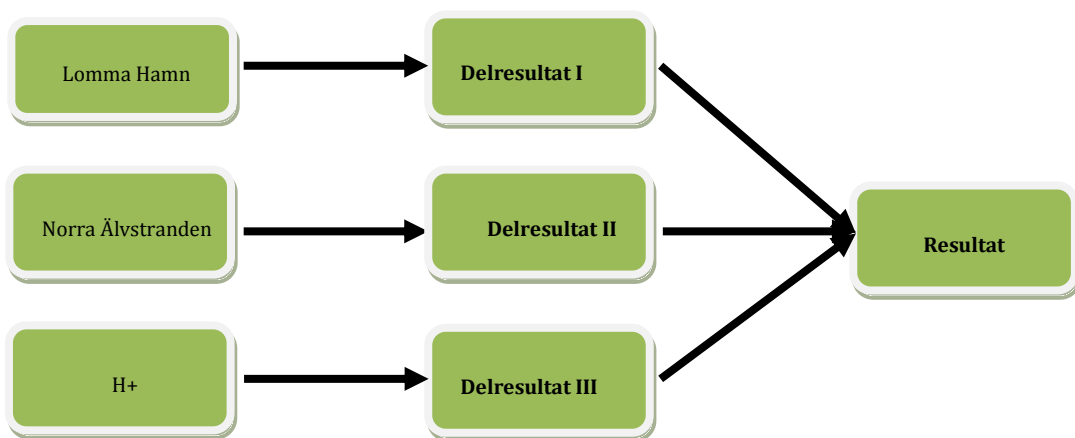 Lomma Hamn
Delresultat I
Norra Älvstranden
Delresultat II
Resultat
H+
Delresultat III